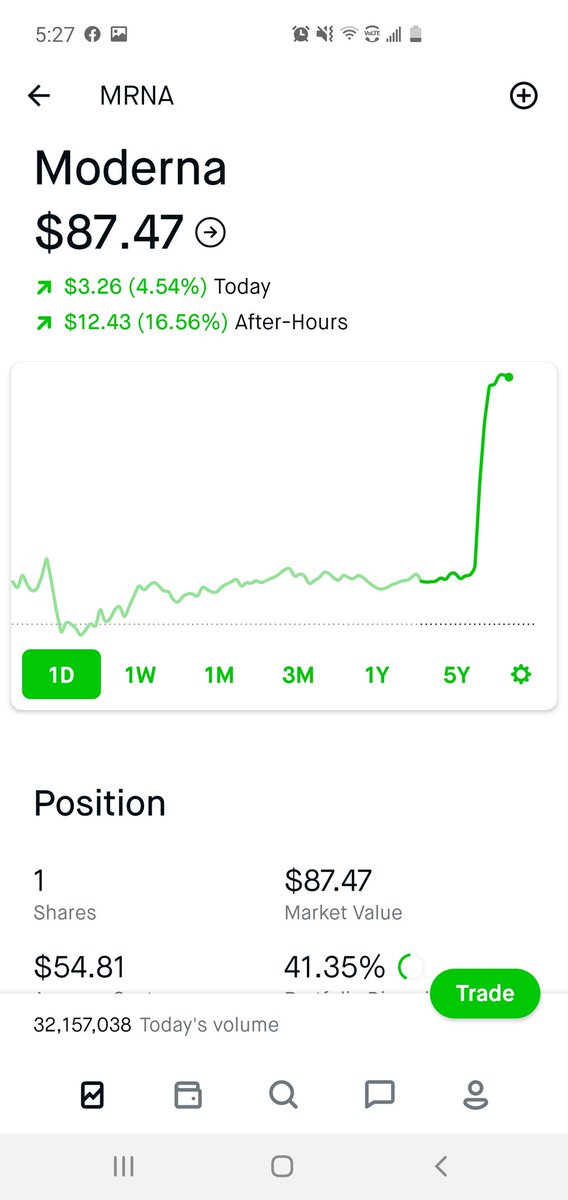 5:27
MRNA
Moderna
$87.47
$3.26 (4.54%) Today
$12.43 (16.56%) After-Hours
1D 1W 1M 3M 1Y 5Y
Position
1 $87.47
Shares Market Value
$54.81 41.35%
Trade
32,157,038 Today's volume